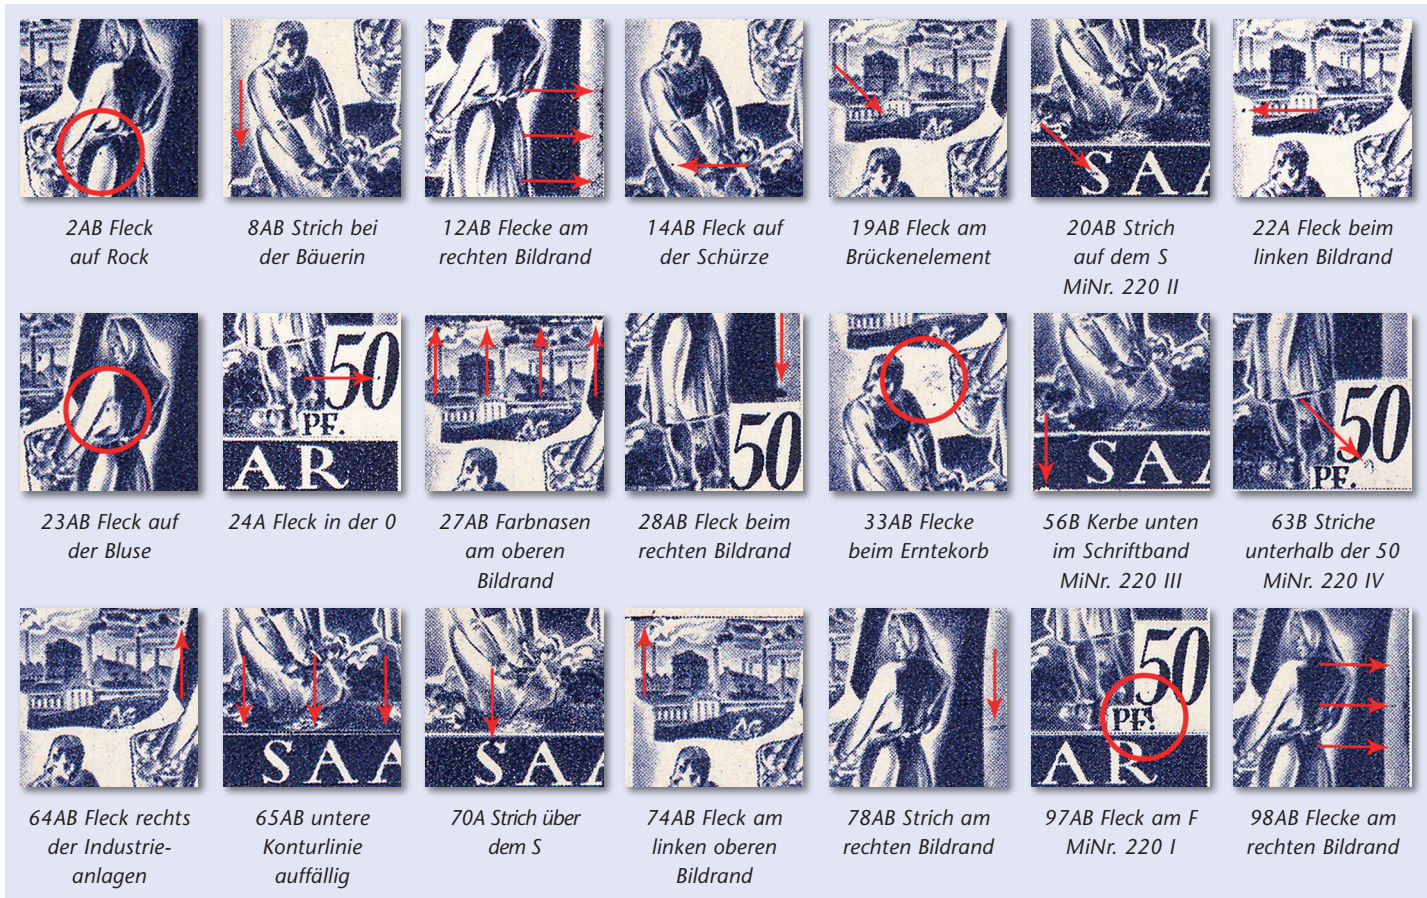 2AB Fleck
auf Rock
8AB Strich bei
der Bäuerin
12AB Flecke am
rechten Bildrand
14AB Fleck auf
der Schürze
19AB Fleck am
Brückenelement
20AB Strich
auf dem S
MiNr. 220 II
22A Fleck beim
linken Bildrand
SAA
50
PF.
AR
50
SAA
50
PF.
23AB Fleck auf
der Bluse
24A Fleck in der 0
27AB Farbnasen
am oberen
Bildrand
28AB Fleck beim
rechten Bildrand
33AB Flecke
beim Erntekorb
56B Kerbe unten
im Schriftband
MiNr. 220 III
63B Striche
unterhalb der 50
MiNr. 220 IV
SAA
SAA
50
PF.
AR
64AB Fleck rechts
der Industrie-
anlagen
65AB untere
Konturlinie
auffällig
70A Strich über
dem S
74AB Fleck am
linken oberen
Bildrand
78AB Strich am
rechten Bildrand
97AB Fleck am F
MiNr. 220 I
98AB Flecke am
rechten Bildrand